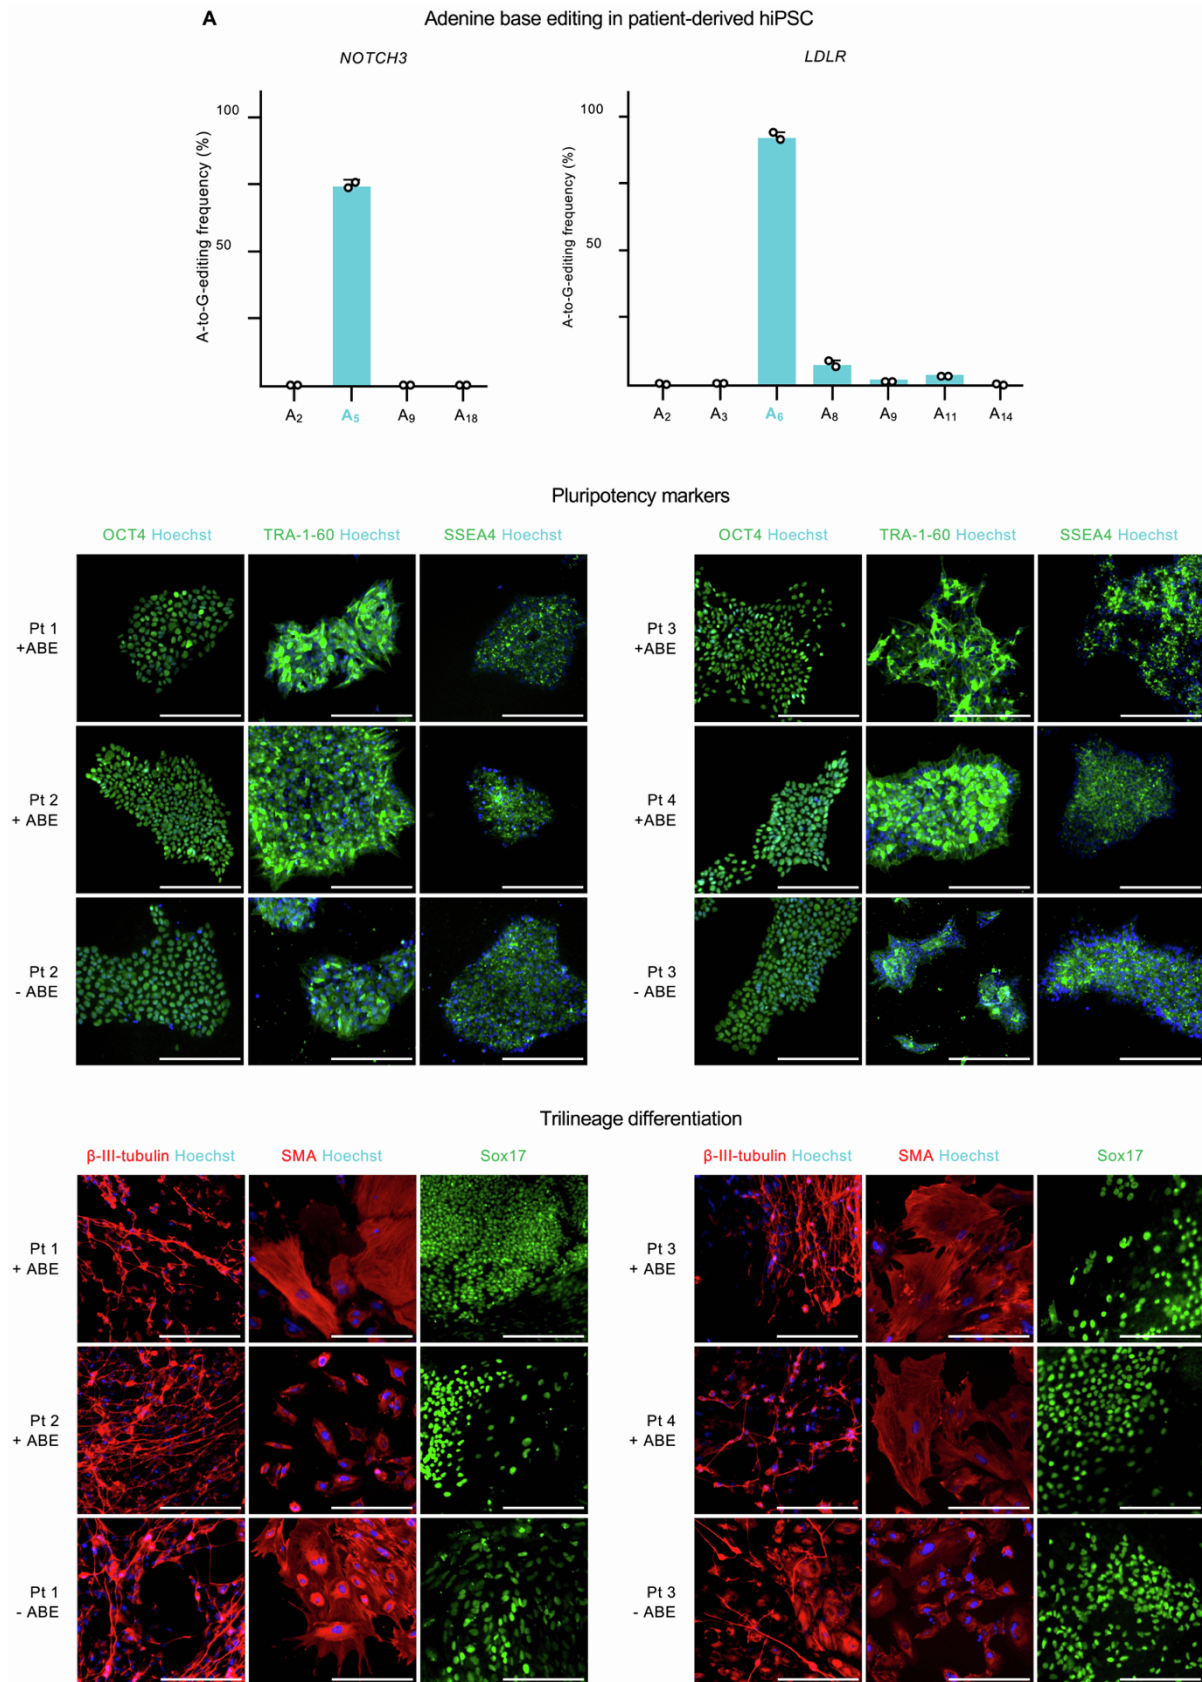 A
Adenine base editing in patient-derived hiPSC
NOTCH3
A-to-G-editing frequency (%)
100
50
A2
A5
A9
A18
LDLR
A-to-G-editing frequency (%)
100
50
A2
A3
A6
A8
A9
A11
A14
Pluripotency markers
OCT4 Hoechst
TRA-1-60 Hoechst
SSEA4 Hoechst
Pt 1
+ABE
Pt 2
+ ABE
Pt 2
- ABE
OCT4 Hoechst
TRA-1-60 Hoechst
SSEA4 Hoechst
Pt 3
+ABE
Pt 4
+ABE
Pt 3
- ABE
Trilineage differentiation
β-III-tubulin Hoechst
SMA Hoechst
Sox17
Pt 1
+ ABE
Pt 2
+ ABE
Pt 1
- ABE
β-III-tubulin Hoechst
SMA Hoechst
Sox17
Pt 3
+ ABE
Pt 4
+ ABE
Pt 3
- ABE